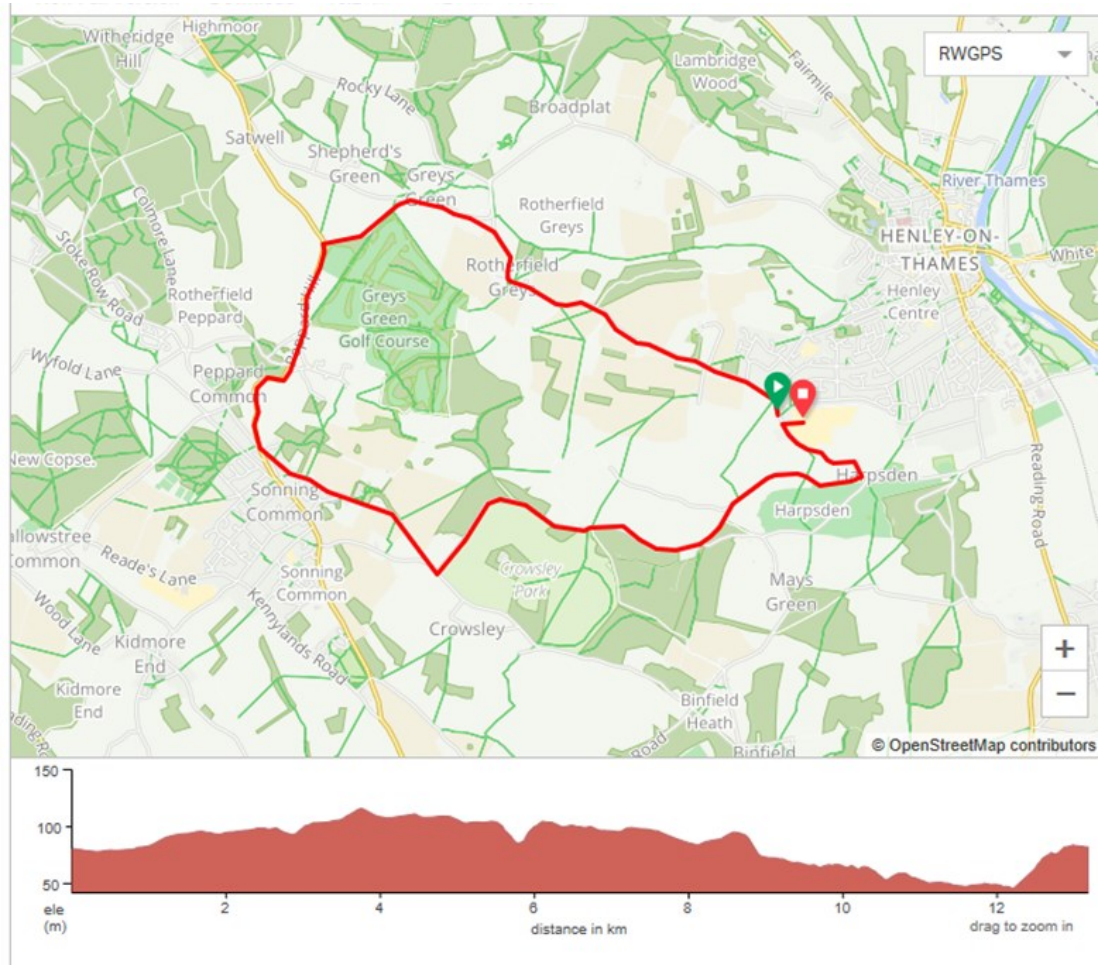 Witheridge
Hill
Highmoor
Rocky Lane
Lambridge
Wood
Fairmile
RWGPS
Broadplat
Satwell
Shepherd's
Green
Greys
Green
Colmore Lane
Stoke Row Road
Rotherfield
Greys
River Thames
HENLEY-ON-
THAMES
White
Henley
Centre
Rotherfield
Peppard
Rotherfield
Greys
Peppard Hill
Greys
Green
Golf Course
Wyfold Lane
Peppard
Common
New Copse
Sonning
Common
Harpsden
Harpsden
Reading Road
Common
Reade's Lane
Wood Lane
Sonning
Common
Crowsley
Park
Mays
Green
Kidmore
End
Kennylands Road
Crowsley
Kidmore
End
Binfield
Heath
Road
Binfield
+
−
© OpenStreetMap contributors
150
100
50
ele
(m)
2
4
6
8
10
12
distance in km
drag to zoom in